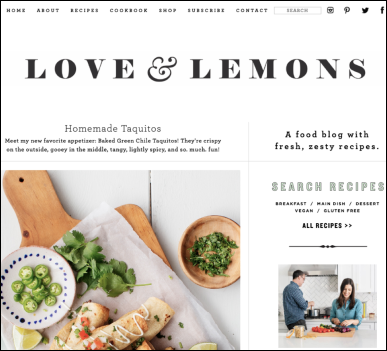 HOME ABOUT RECIPES COOKBOOK SHOP SUBSCRIBE CONTACT SEARCH
LOVE & LEMONS
Homemade Taquitos
Meet my new favorite appetizer: Baked Green Chile Taquitos! They're crispy
on the outside, gooey in the middle, tangy, lightly spicy, and so. much. fun!
A food blog with
fresh, zesty recipes.
SEARCH RECIPES
BREAKFAST / MAIN DISH / DESSERT
VEGAN / GLUTEN FREE
ALL RECIPES >>